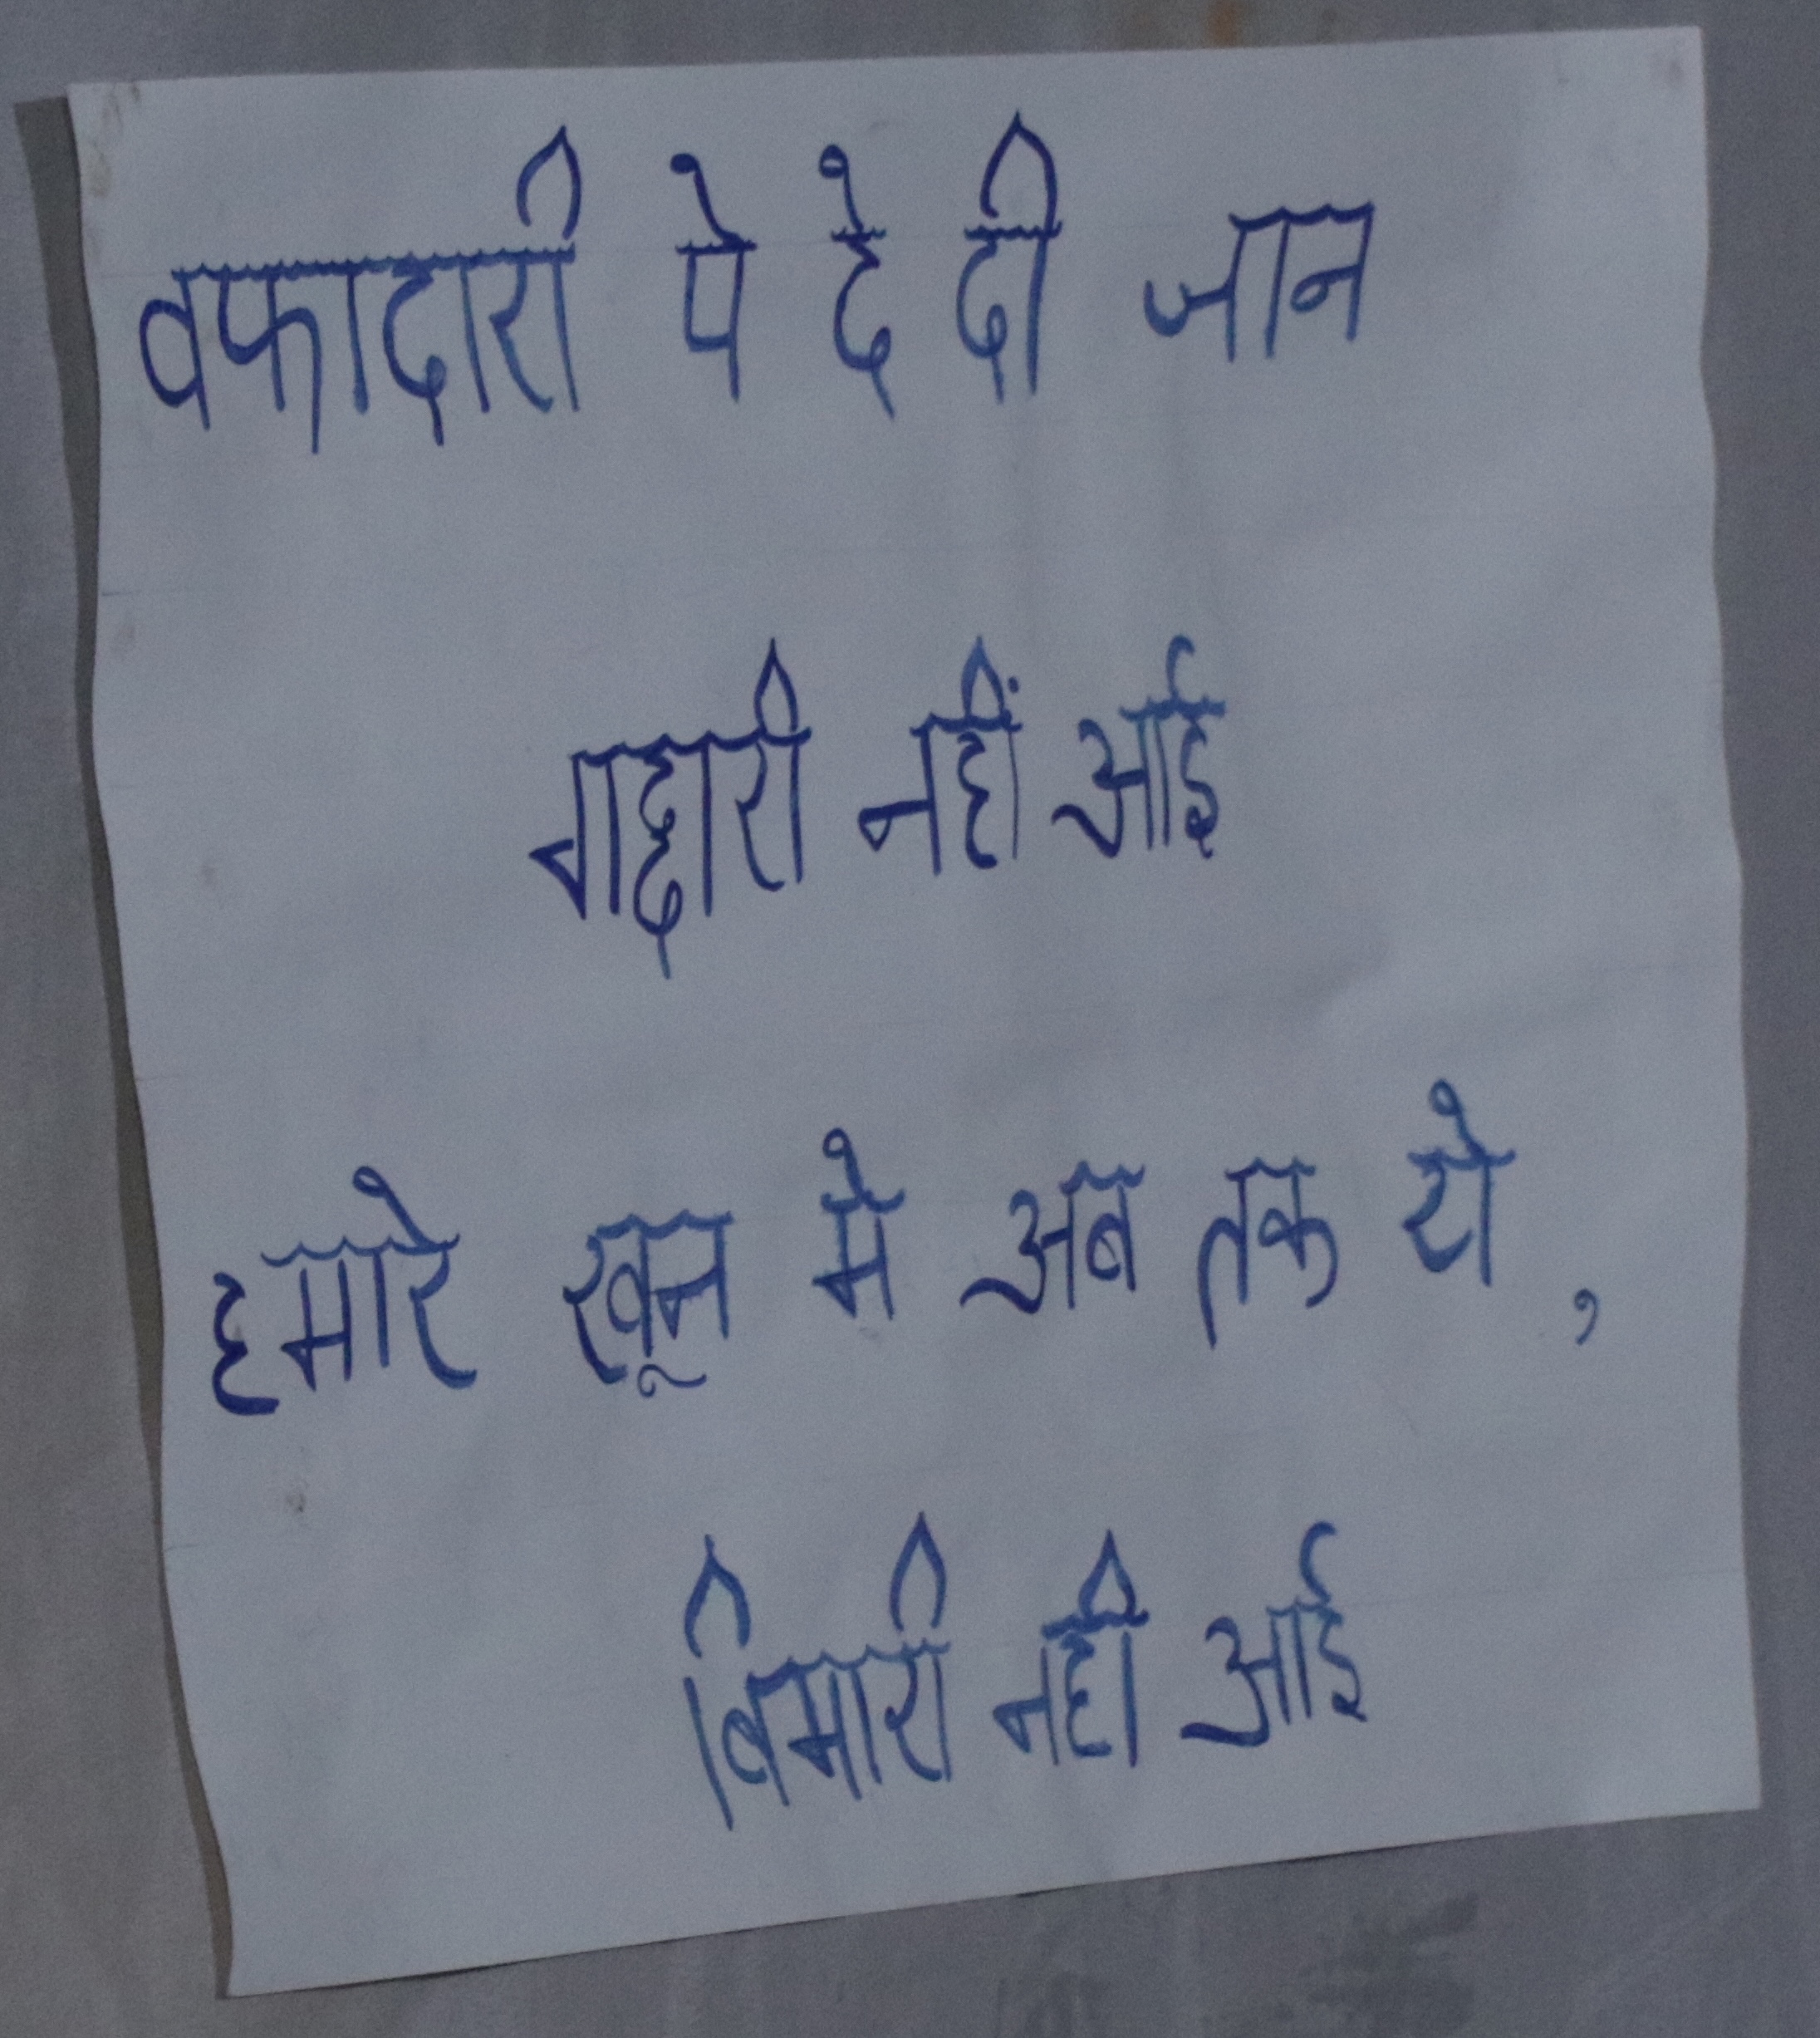 वफादारी पे दे दी जान
गद्दारी नहीं आई
हमारे खून मे अब तक ये ,
बिमारी नही आई